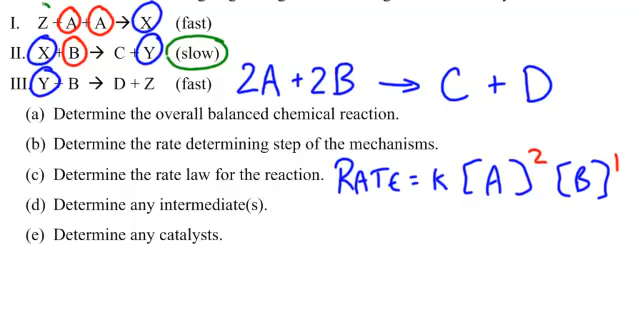 I. Z + A + A → X (fast)
II. X + B → C + Y (slow)
III. Y + B → D + Z (fast)
2A + 2B → C + D
(a) Determine the overall balanced chemical reaction.
(b) Determine the rate determining step of the mechanisms.
(c) Determine the rate law for the reaction.
RATE = K [A]² [B]¹
(d) Determine any intermediate(s).
(e) Determine any catalysts.